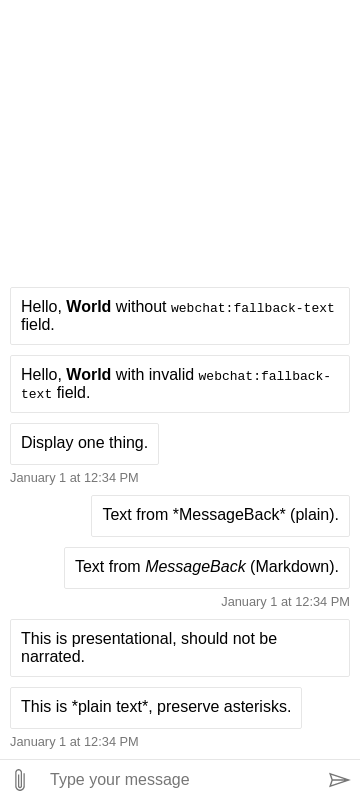 Hello, World without webchat:fallback-text
field.
Hello, World with invalid webchat:fallback-
text field.
Display one thing.
January 1 at 12:34 PM
Text from *MessageBack* (plain).
Text from MessageBack (Markdown).
January 1 at 12:34 PM
This is presentational, should not be
narrated.
This is *plain text*, preserve asterisks.
January 1 at 12:34 PM
Type your message